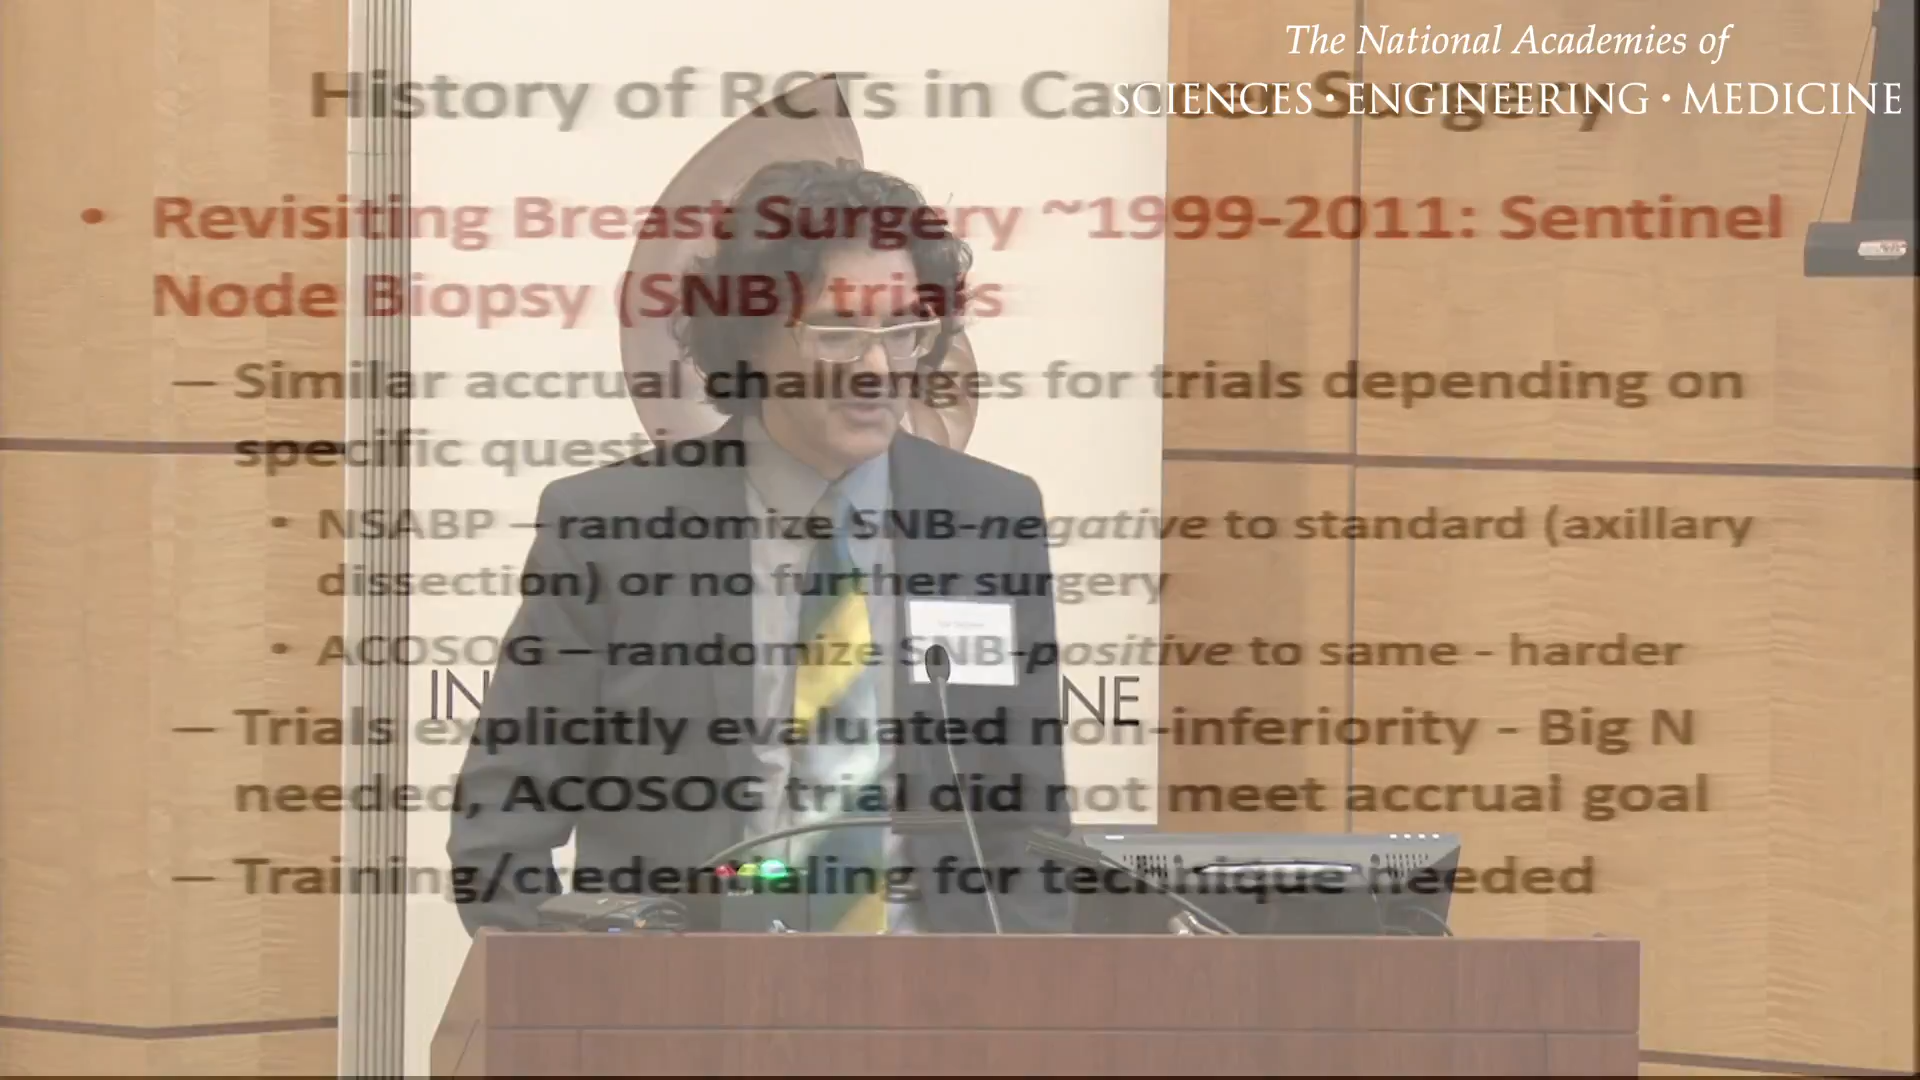 The National Academies of
SCIENCES · ENGINEERING · MEDICINE
History of RCTs in Surgery
• Revisiting Breast Surgery ~1999-2011: Sentinel
Node Biopsy (SNB) trials
– Similar accrual challenges for trials depending on
specific question
• NSABP – randomize SNB-negative to standard (axillary
dissection) or no further surgery
• ACOSOG – randomize SNB-positive to same - harder
– Trials explicitly evaluated non-inferiority - Big N
needed, ACOSOG trial did not meet accrual goal
– Training/credentialing for technique needed
IN NE